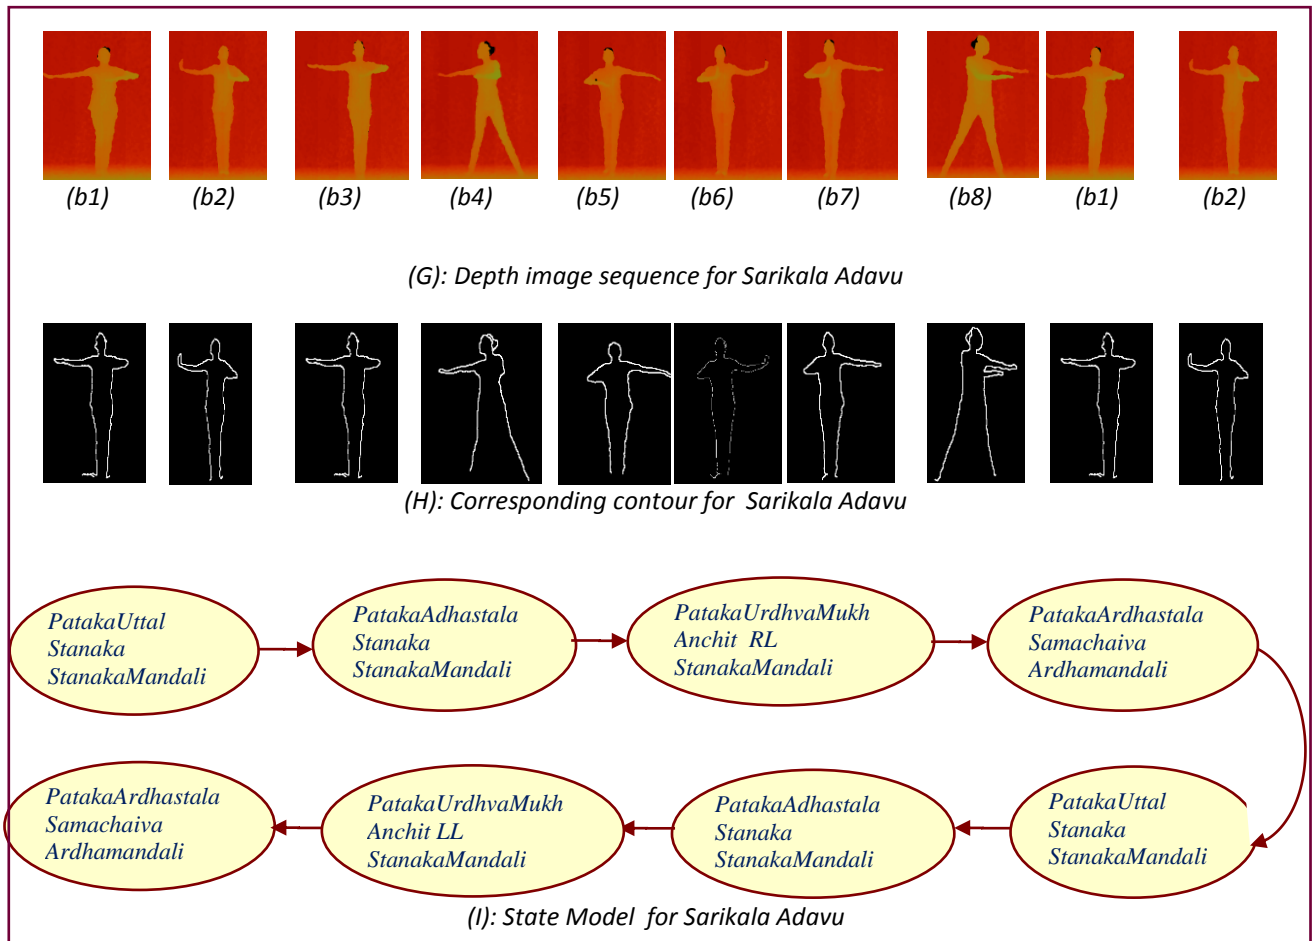 (b1) (b2) (b3) (b4) (b5) (b6) (b7) (b8) (b1) (b2)
(G): Depth image sequence for Sarikala Adavu
(H): Corresponding contour for Sarikala Adavu
PatakaUttal
Stanaka
StanakaMandali
PatakaAdhastala
Stanaka
StanakaMandali
PatakaUrdhvaMukh
Anchit RL
StanakaMandali
PatakaArdhastala
Samachaiva
Ardhamandali
PatakaArdhastala
Samachaiva
Ardhamandali
PatakaUrdhvaMukh
Anchit LL
StanakaMandali
PatakaAdhastala
Stanaka
StanakaMandali
PatakaUttal
Stanaka
StanakaMandali
(I): State Model for Sarikala Adavu